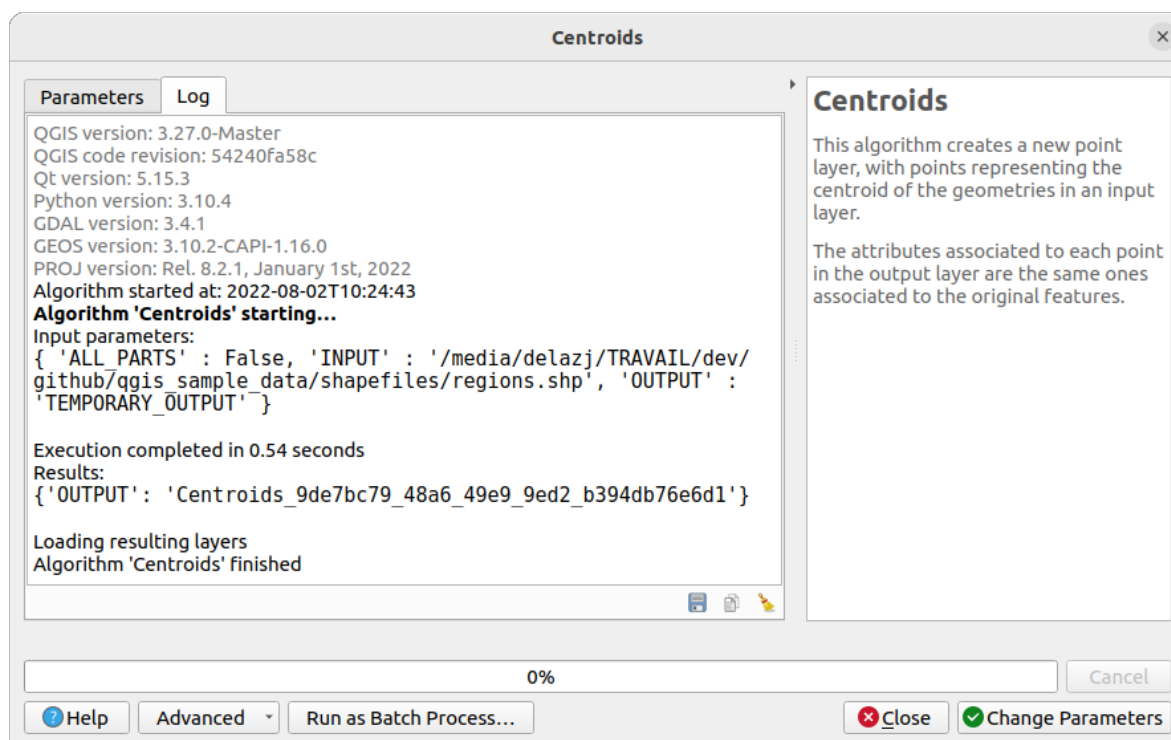 Centroids
Parameters
Log
QGIS version: 3.27.0-Master
QGIS code revision: 54240fa58c
Qt version: 5.15.3
Python version: 3.10.4
GDAL version: 3.4.1
GEOS version: 3.10.2-CAPI-1.16.0
PROJ version: Rel. 8.2.1, January 1st, 2022
Algorithm started at: 2022-08-02T10:24:43
Algorithm 'Centroids' starting…
Input parameters:
{ 'ALL_PARTS' : False, 'INPUT' : '/media/delazj/TRAVAIL/dev/
github/qgis_sample_data/shapefiles/regions.shp', 'OUTPUT' :
'TEMPORARY_OUTPUT' }
Execution completed in 0.54 seconds
Results:
{'OUTPUT': 'Centroids_9de7bc79_48a6_49e9_9ed2_b394db76e6d1'}
Loading resulting layers
Algorithm 'Centroids' finished
Centroids
This algorithm creates a new point
layer, with points representing the
centroid of the geometries in an input
layer.
The attributes associated to each point
in the output layer are the same ones
associated to the original features.
0%
Cancel
Help
Advanced
Run as Batch Process…
Close
Change Parameters